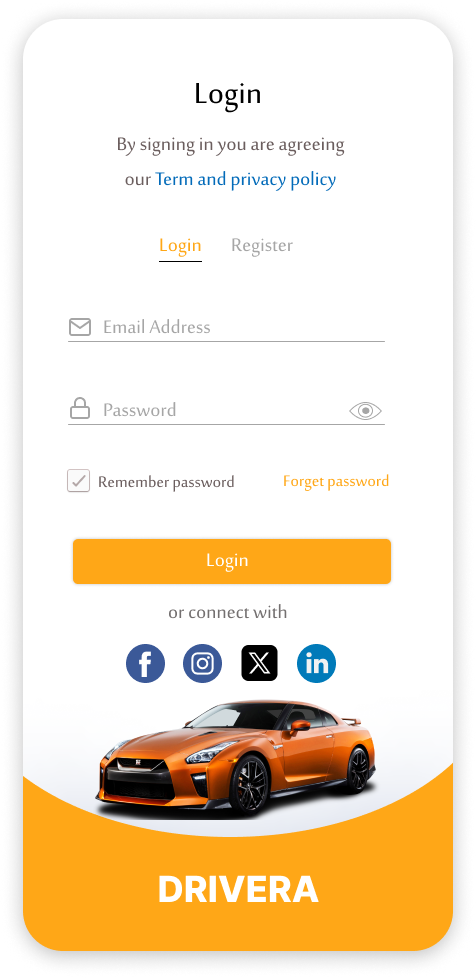 Login
By signing in you are agreeing
our Term and privacy policy
Login Register
Email Address
Password
Remember password Forget password
Login
or connect with
DRIVERA